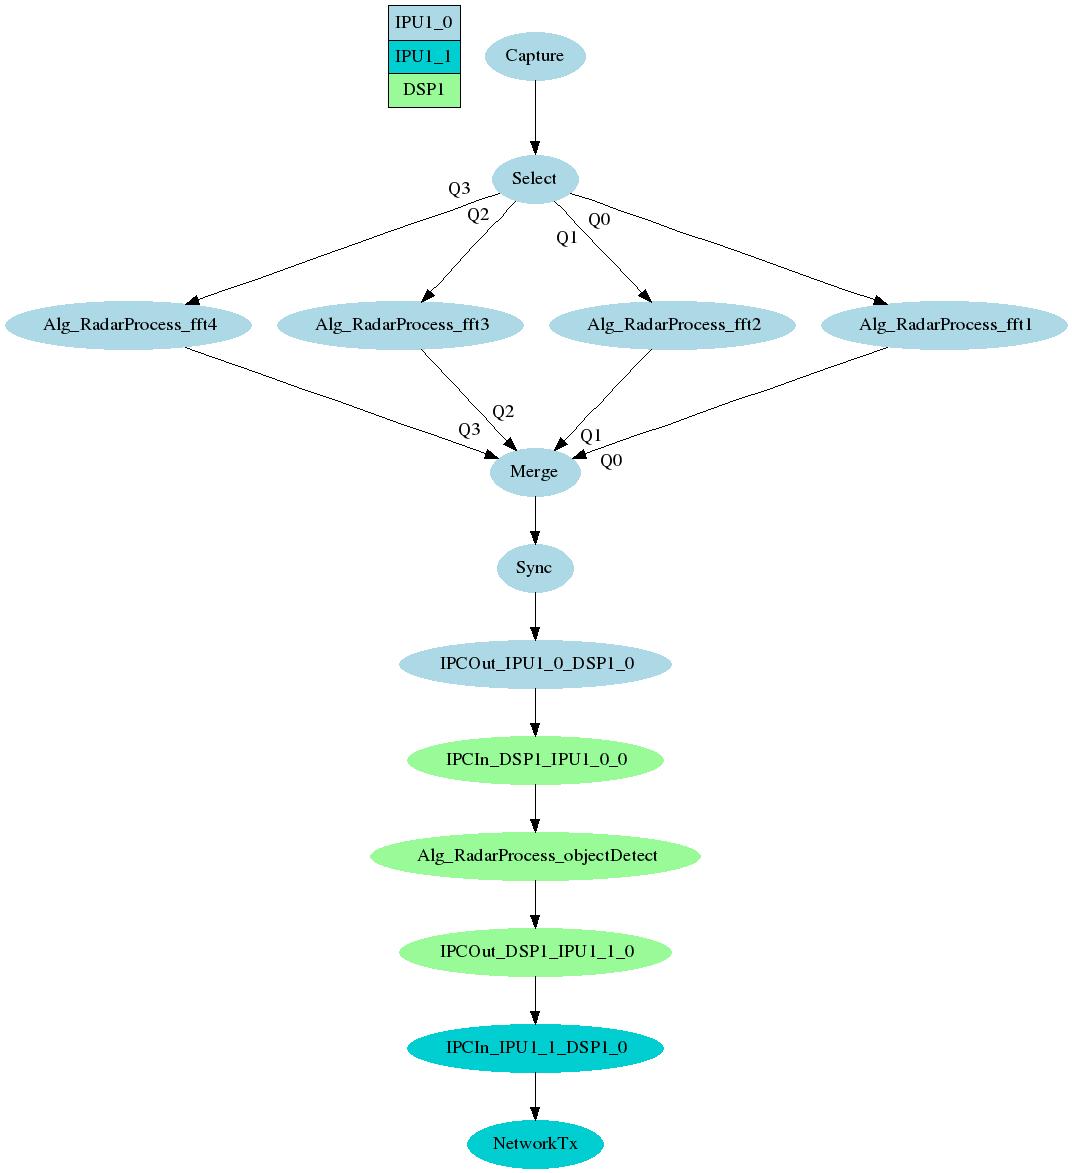 IPU1_0
IPU1_1
DSP1
Capture
Select
Q3
Q2
Q1
Q0
Alg_RadarProcess_fft4
Alg_RadarProcess_fft3
Alg_RadarProcess_fft2
Alg_RadarProcess_fft1
Q3
Q2
Q1
Q0
Merge
Sync
IPCOut_IPU1_0_DSP1_0
IPCIn_DSP1_IPU1_0_0
Alg_RadarProcess_objectDetect
IPCOut_DSP1_IPU1_1_0
IPCIn_IPU1_1_DSP1_0
NetworkTx